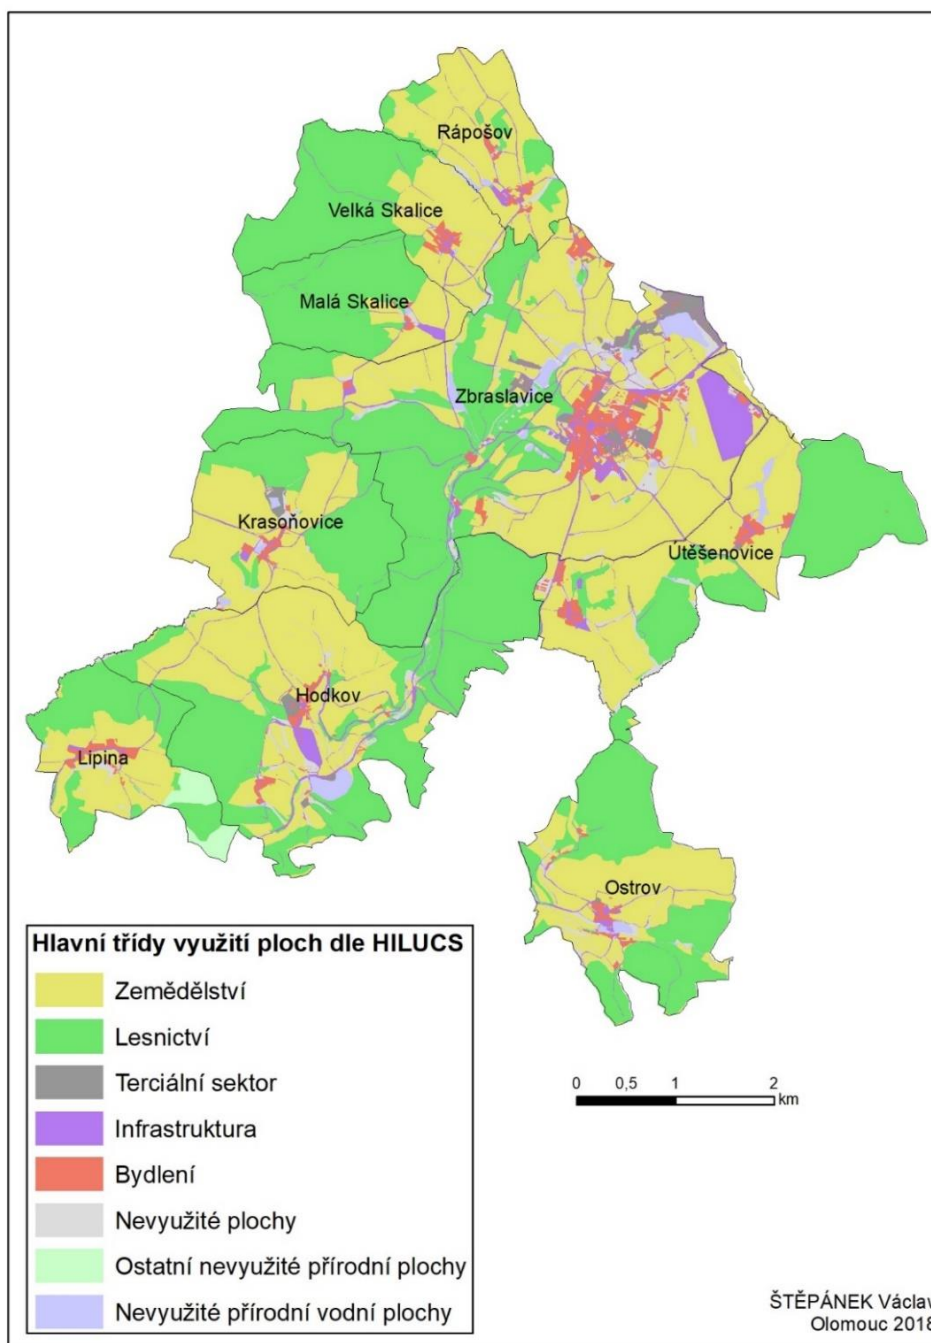 Rápošov
Velká Skalice
Malá Skalice
Zbraslavice
Krasoňovice
Útěšenovice
Hodkov
Lipina
Ostrov
Hlavní třídy využití ploch dle HILUCS
Zemědělství
Lesnictví
Terciální sektor
Infrastruktura
Bydlení
Nevyužité plochy
Ostatní nevyužité přírodní plochy
Nevyužité přírodní vodní plochy
0 0,5 1 2
km
ŠTĚPÁNEK Václav
Olomouc 2018